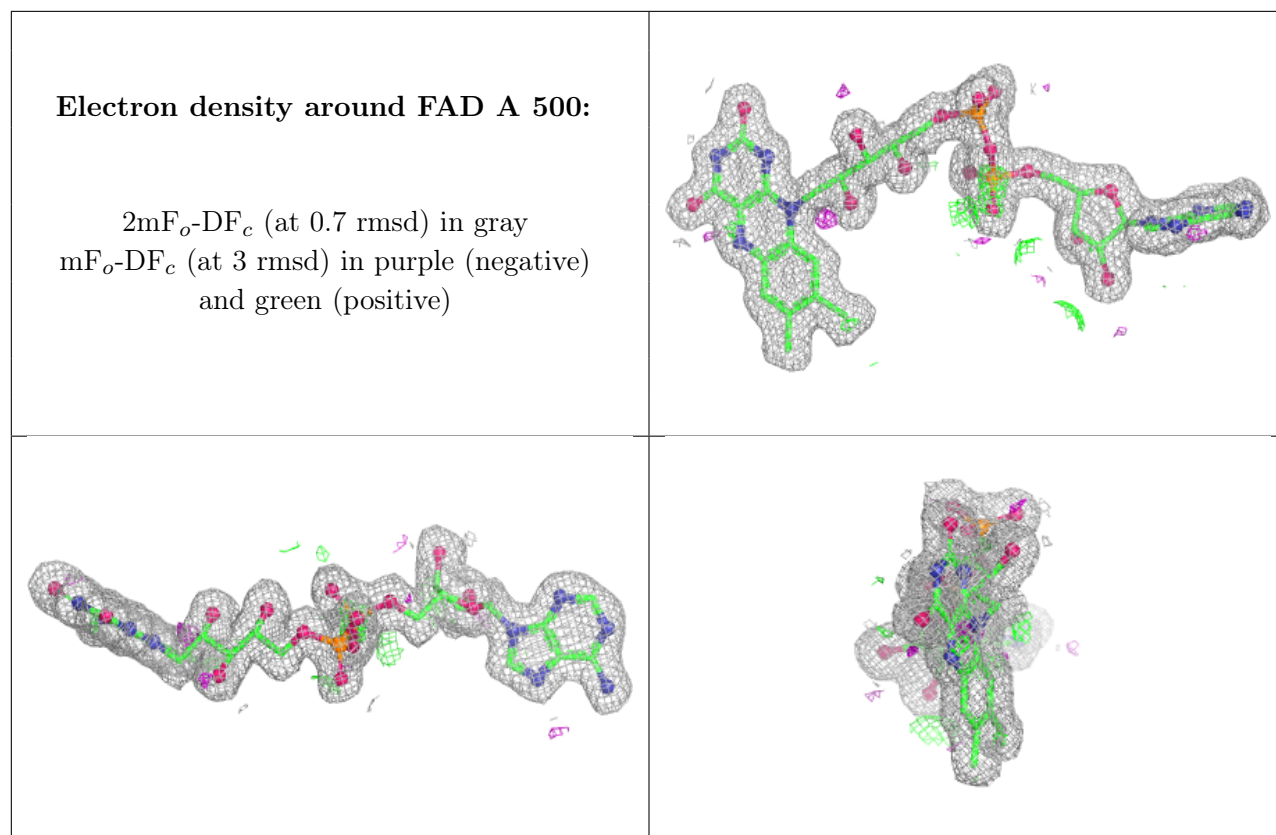 Electron density around FAD A 500:
2mFo-DFc (at 0.7 rmsd) in gray
mFo-DFc (at 3 rmsd) in purple (negative)
and green (positive)